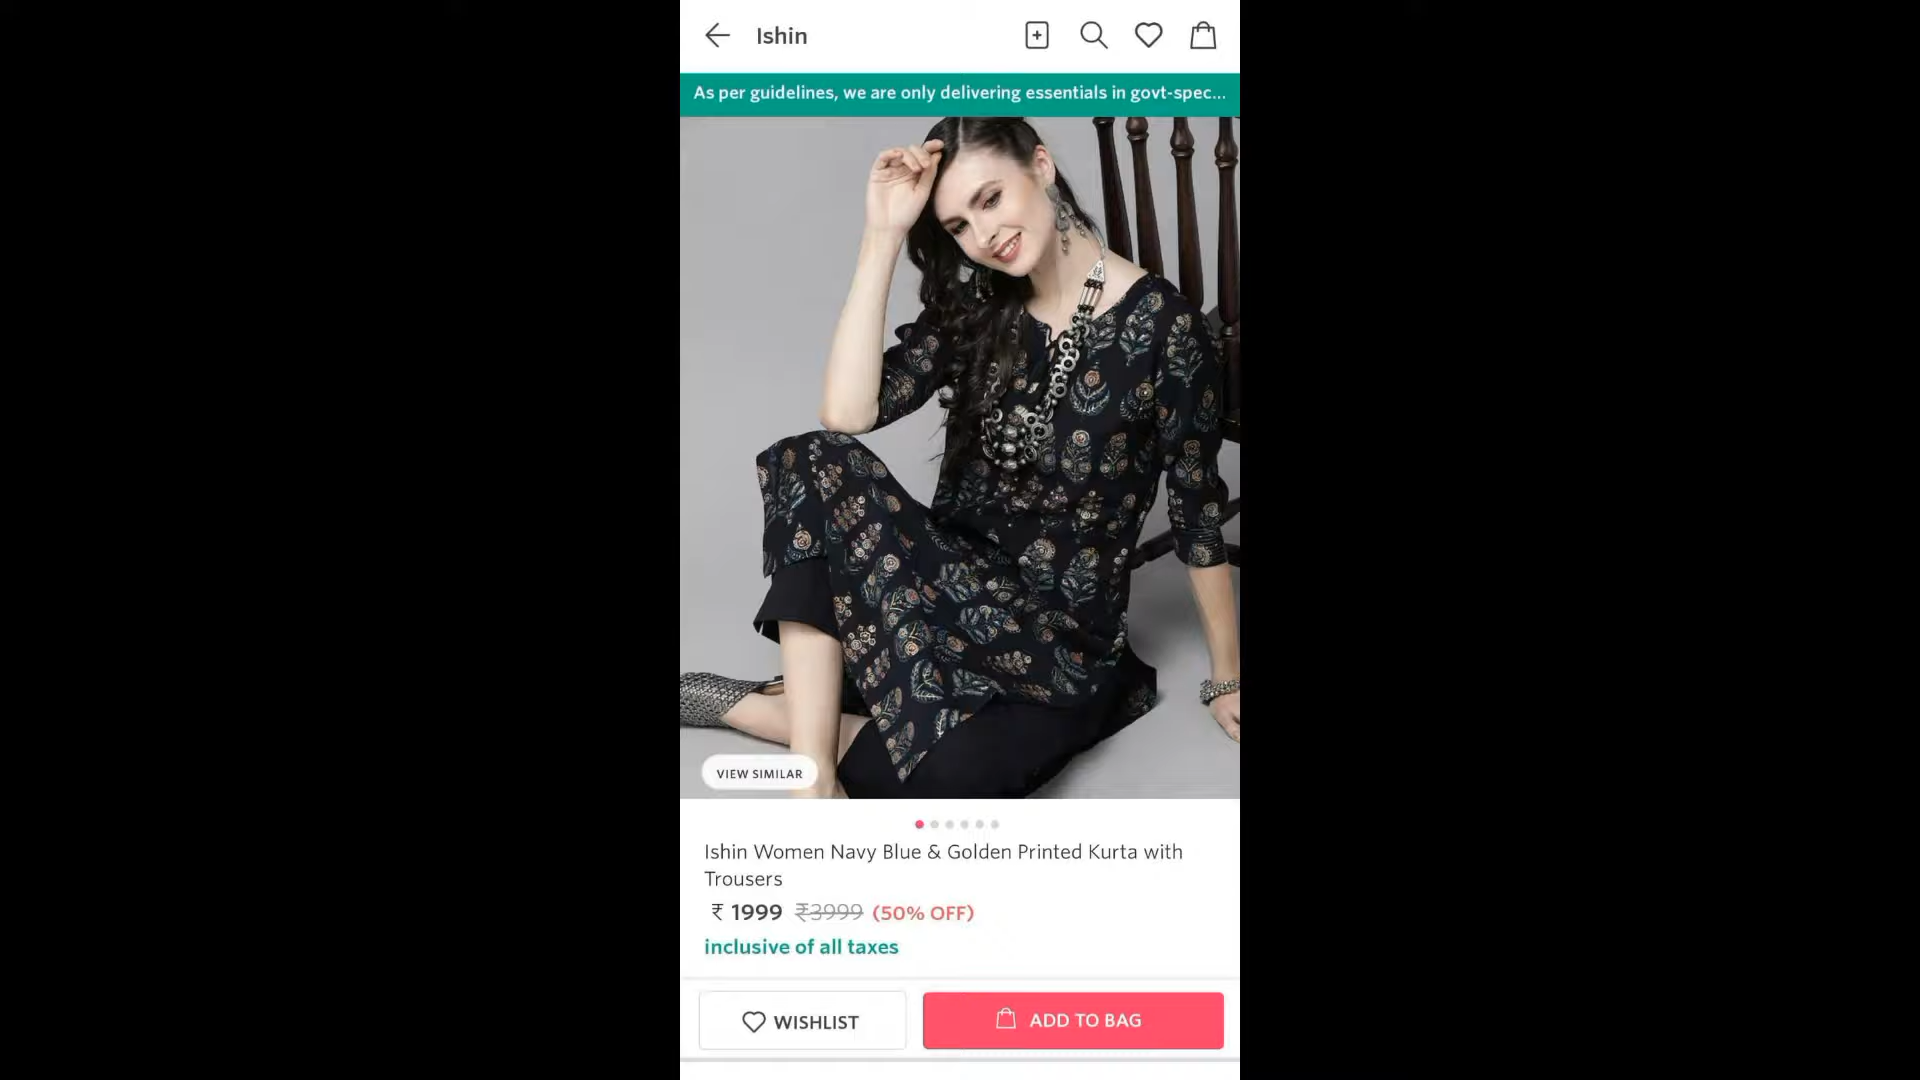 Ishin
As per guidelines, we are only delivering essentials in govt-spec...
VIEW SIMILAR
Ishin Women Navy Blue & Golden Printed Kurta with
Trousers
₹ 1999 ₹3999 (50% OFF)
inclusive of all taxes
WISHLIST
ADD TO BAG